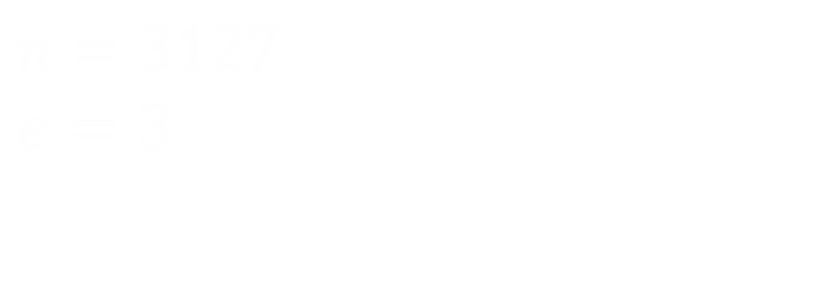 n = 3127
e = 3